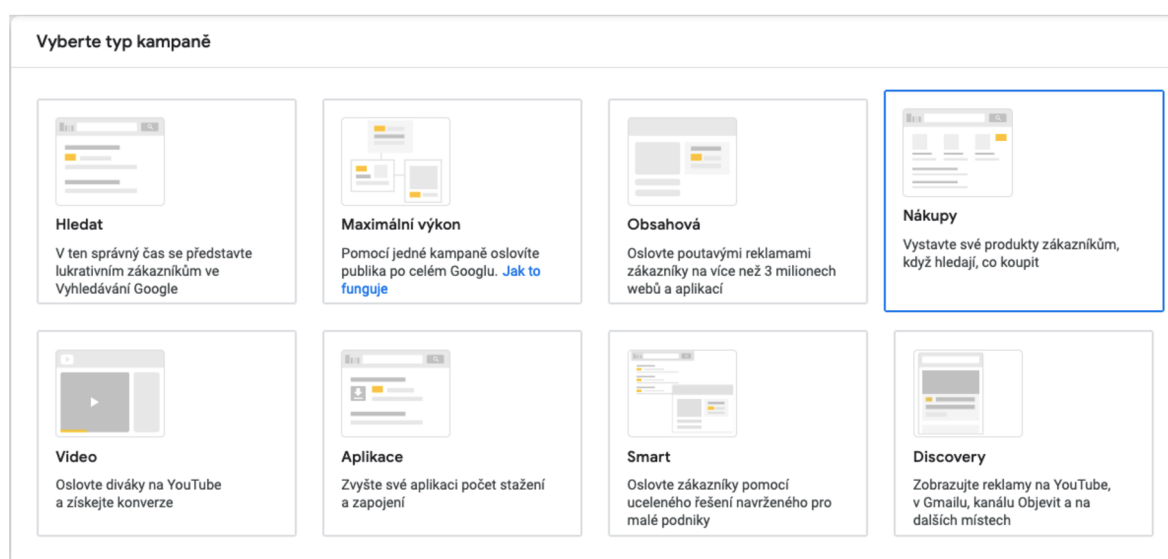 Vyberte typ kampaně
Hledat
V ten správný čas se představte
lukrativním zákazníkům ve
Vyhledávání Google
Maximální výkon
Pomocí jedné kampaně oslovíte
publika po celém Googlu. Jak to
funguje
Obsahová
Oslovte poutavými reklamami
zákazníky na více než 3 milionech
webů a aplikací
Nákupy
Vystavte své produkty zákazníkům,
když hledají, co koupit
Video
Oslovte diváky na YouTube
a získejte konverze
Aplikace
Zvyšte své aplikaci počet stažení
a zapojení
Smart
Oslovte zákazníky pomocí
uceleného řešení navrženého pro
malé podniky
Discovery
Zobrazujte reklamy na YouTube,
v Gmailu, kanálu Objevit a na
dalších místech